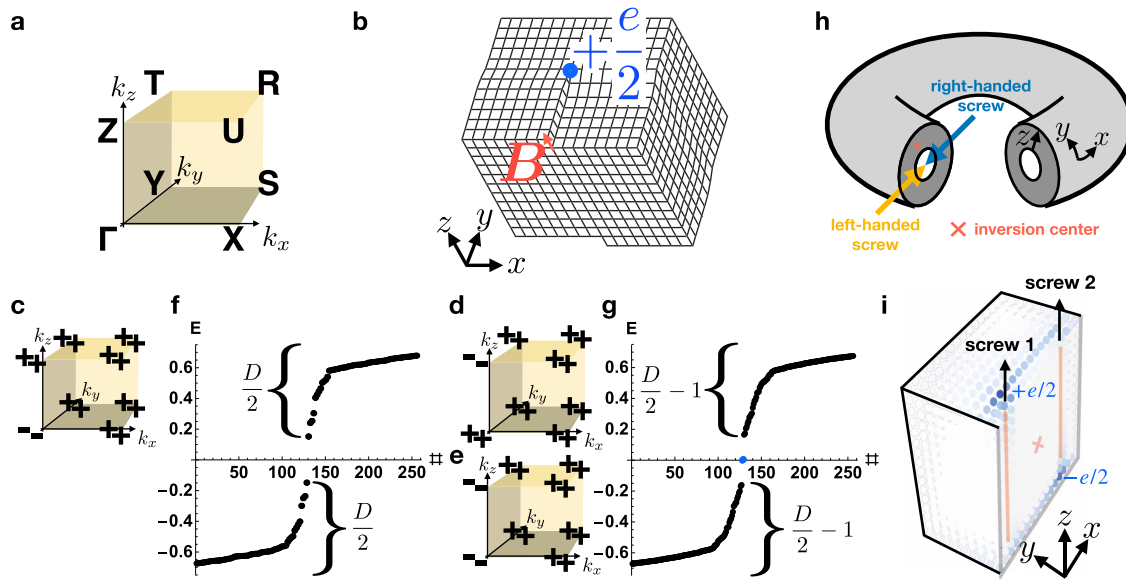 a
k_z
T
R
Z
U
k_y
Y
S
Γ
X
k_x
b
+ e/2
B
z
y
x
h
right-handed
screw
z
y
x
left-handed
screw
× inversion center
c
k_z
++
++
++
++
k_y
++
++
--
++
k_x
f
E
0.6
0.4
0.2
D/2
50
100
150
200
250
#
−0.2
−0.4
−0.6
D/2
d
k_z
++
++
--
++
k_y
++
++
++
++
k_x
e
k_z
++
++
--
++
k_y
++
++
--
++
k_x
g
E
0.6
0.4
0.2
D/2 − 1
50
100
150
200
250
#
−0.2
−0.4
−0.6
D/2 − 1
i
screw 2
screw 1
+e/2
−e/2
z
y
x